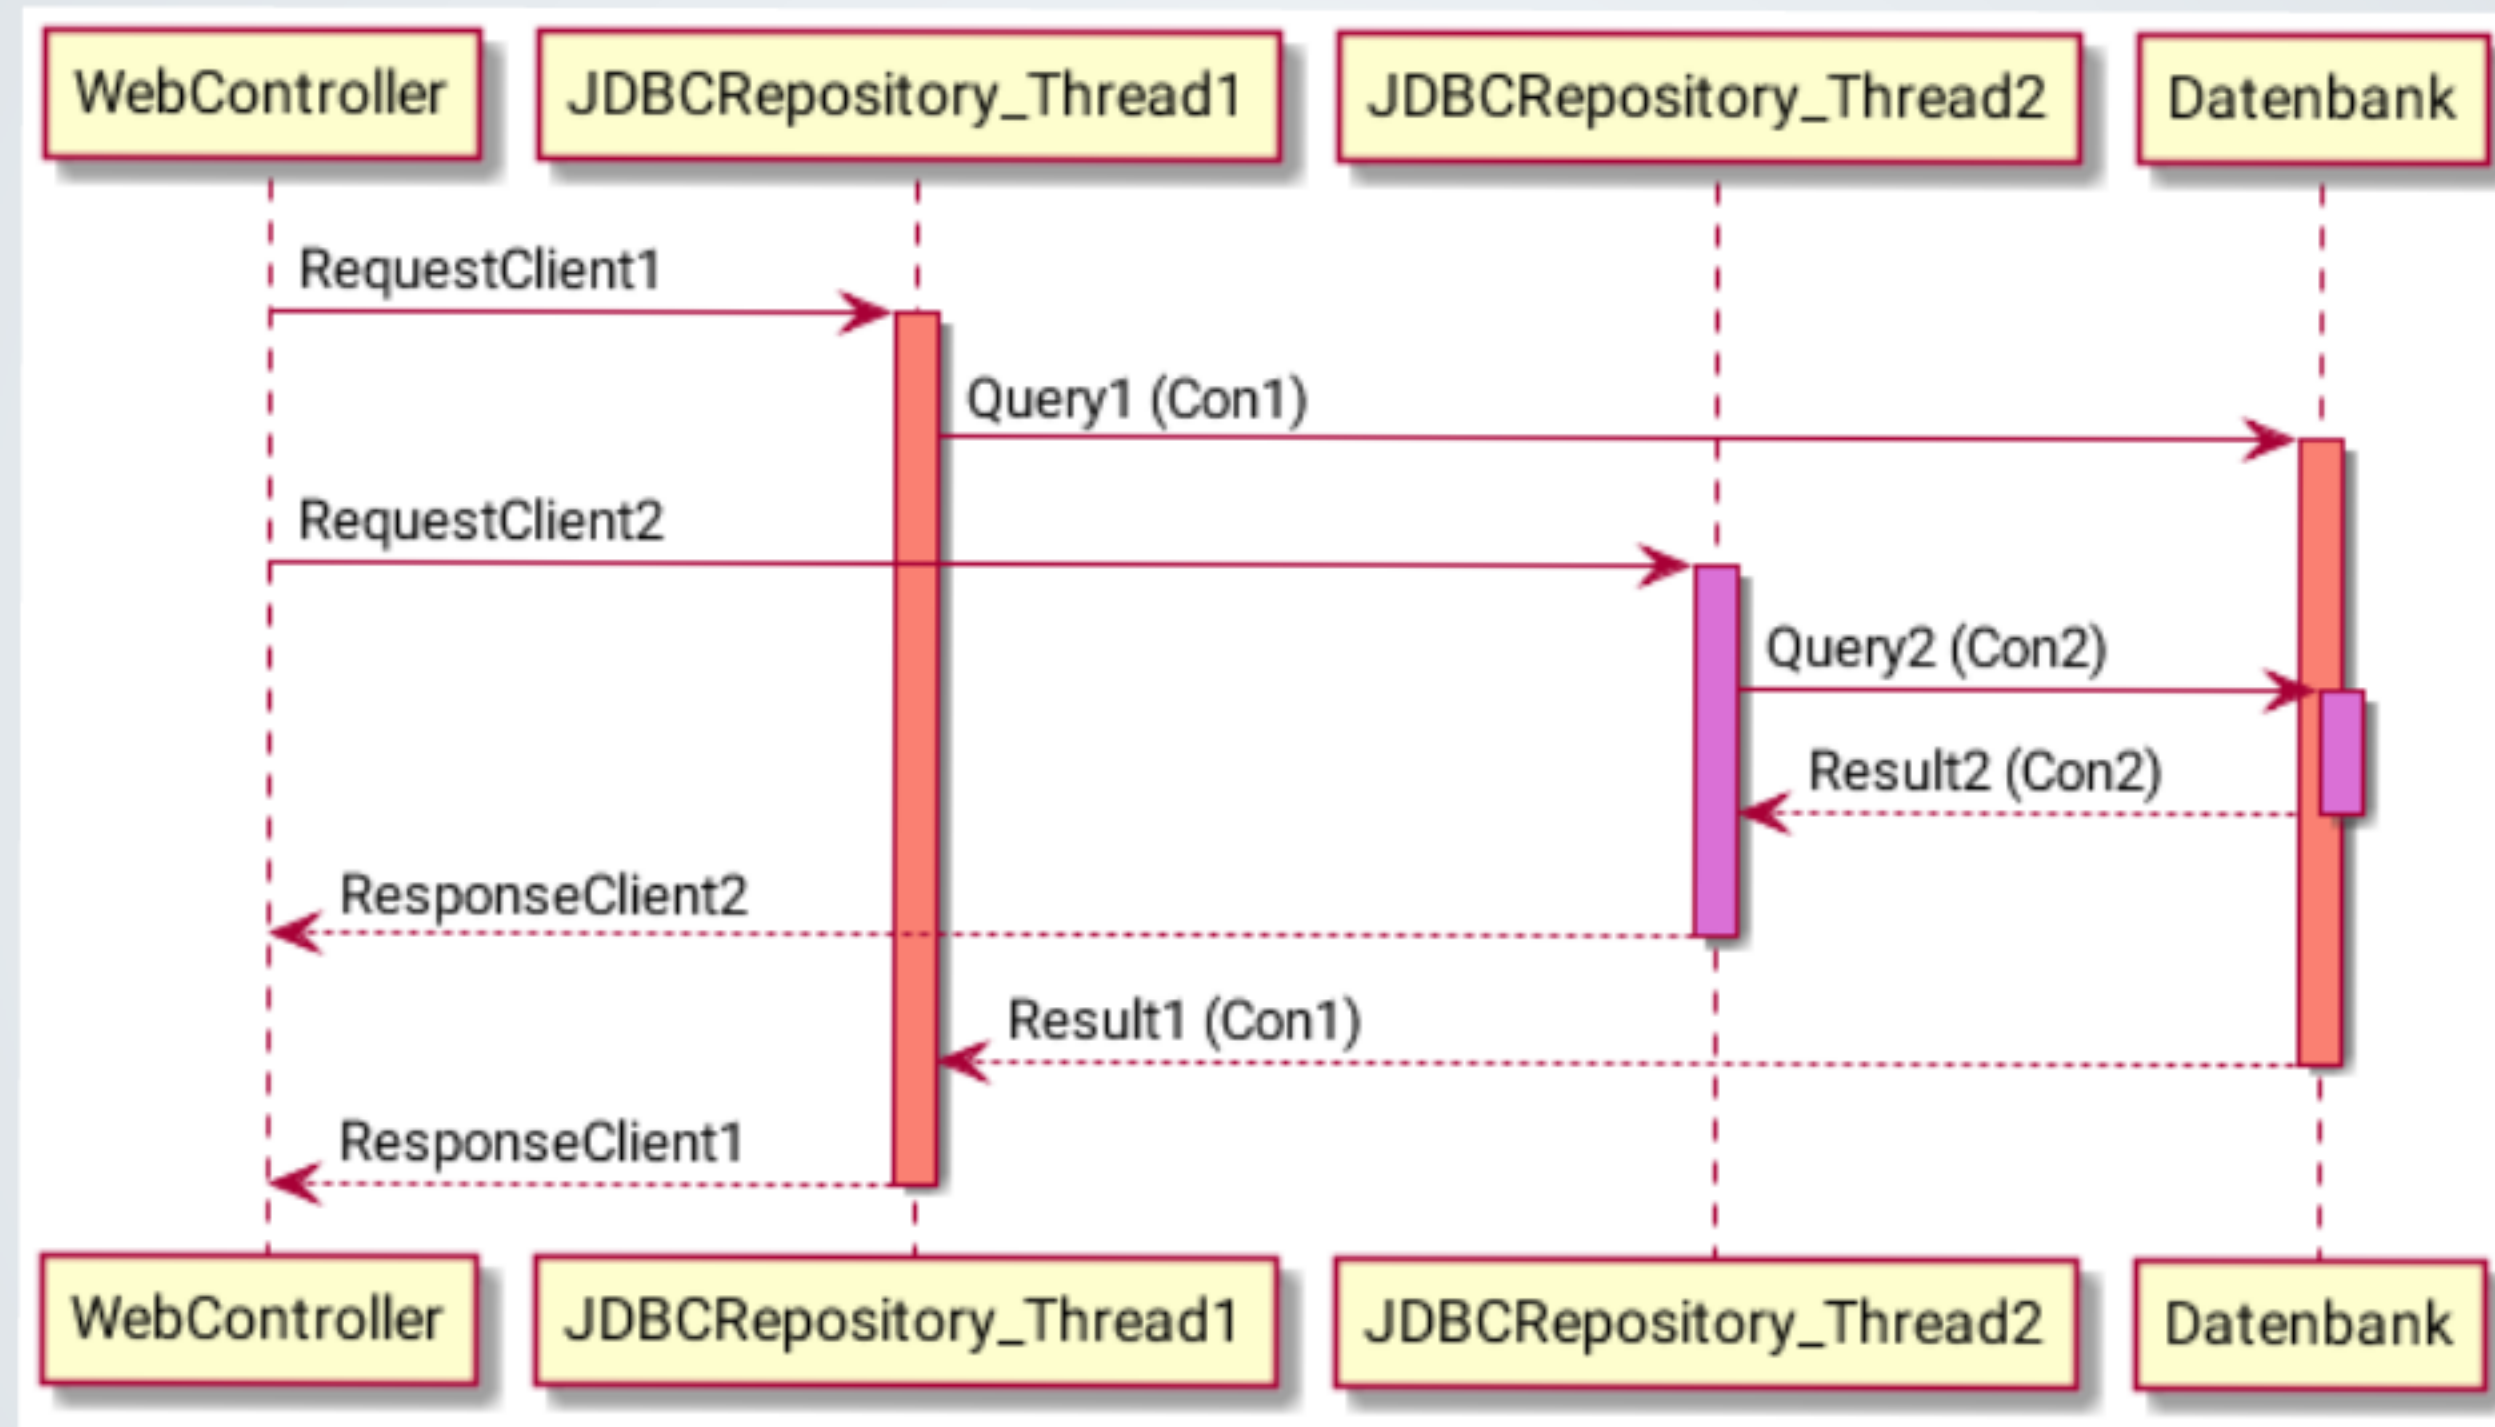 WebController
JDBCRepository_Thread1
JDBCRepository_Thread2
Datenbank
RequestClient1
Query1 (Con1)
RequestClient2
Query2 (Con2)
Result2 (Con2)
ResponseClient2
Result1 (Con1)
ResponseClient1
WebController
JDBCRepository_Thread1
JDBCRepository_Thread2
Datenbank